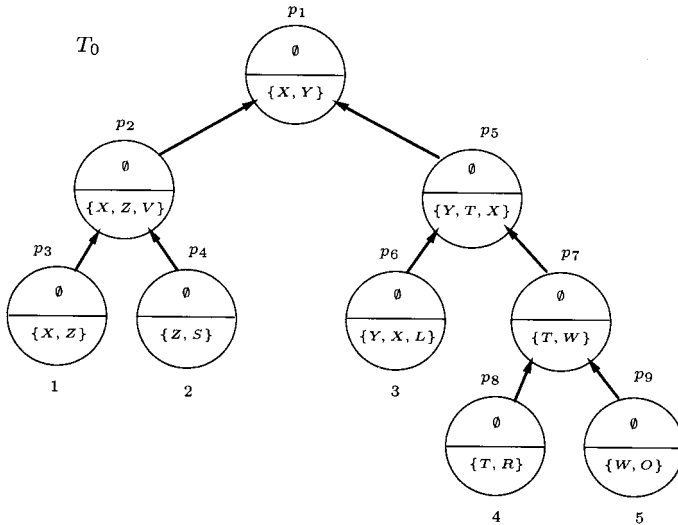 p₁
T₀
∅
{X, Y}
p₂
p₅
∅
∅
{X, Z, V}
{Y, T, X}
p₃
p₄
p₆
p₇
∅
∅
∅
∅
{X, Z}
{Z, S}
{Y, X, L}
{T, W}
1
2
3
p₈
p₉
∅
∅
{T, R}
{W, O}
4
5